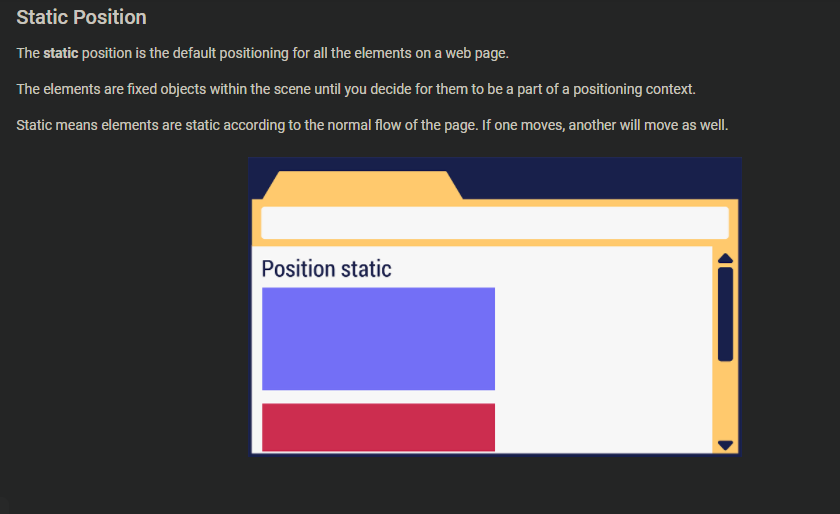 Static Position
The static position is the default positioning for all the elements on a web page.
The elements are fixed objects within the scene until you decide for them to be a part of a positioning context.
Static means elements are static according to the normal flow of the page. If one moves, another will move as well.
Position static